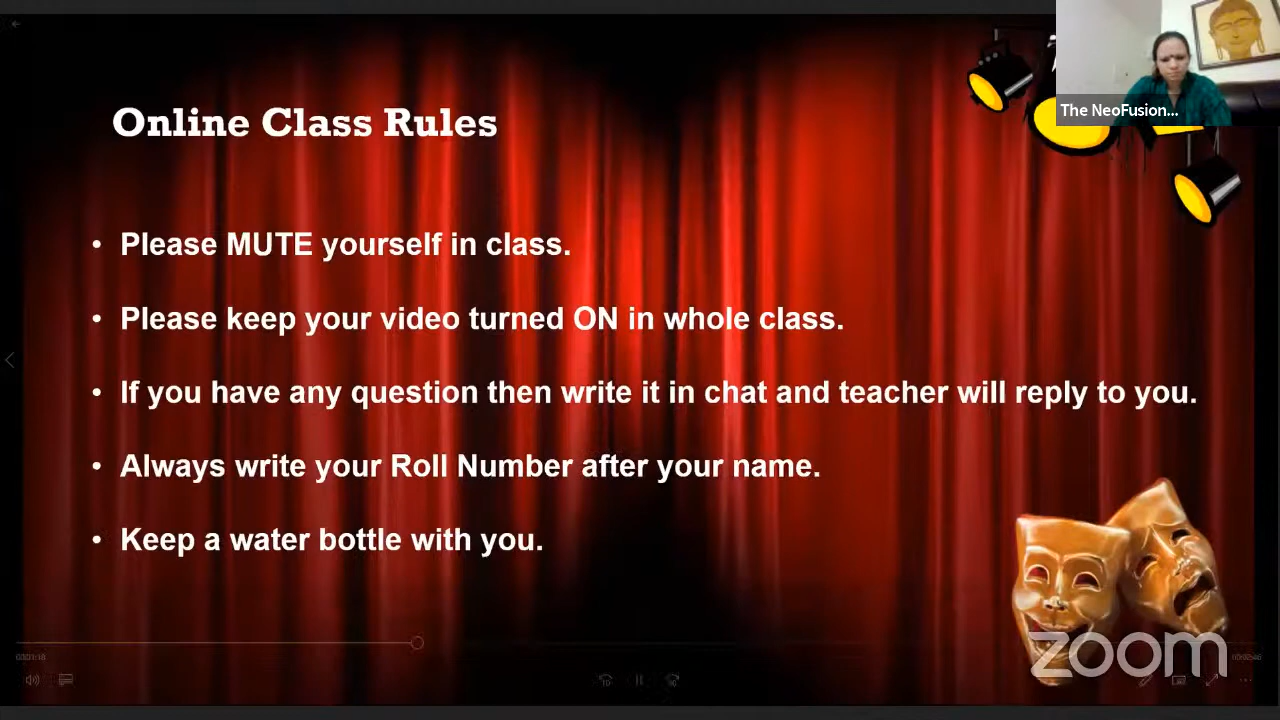 The NeoFusion...
Online Class Rules
• Please MUTE yourself in class.
• Please keep your video turned ON in whole class.
• If you have any question then write it in chat and teacher will reply to you.
• Always write your Roll Number after your name.
• Keep a water bottle with you.
zoom